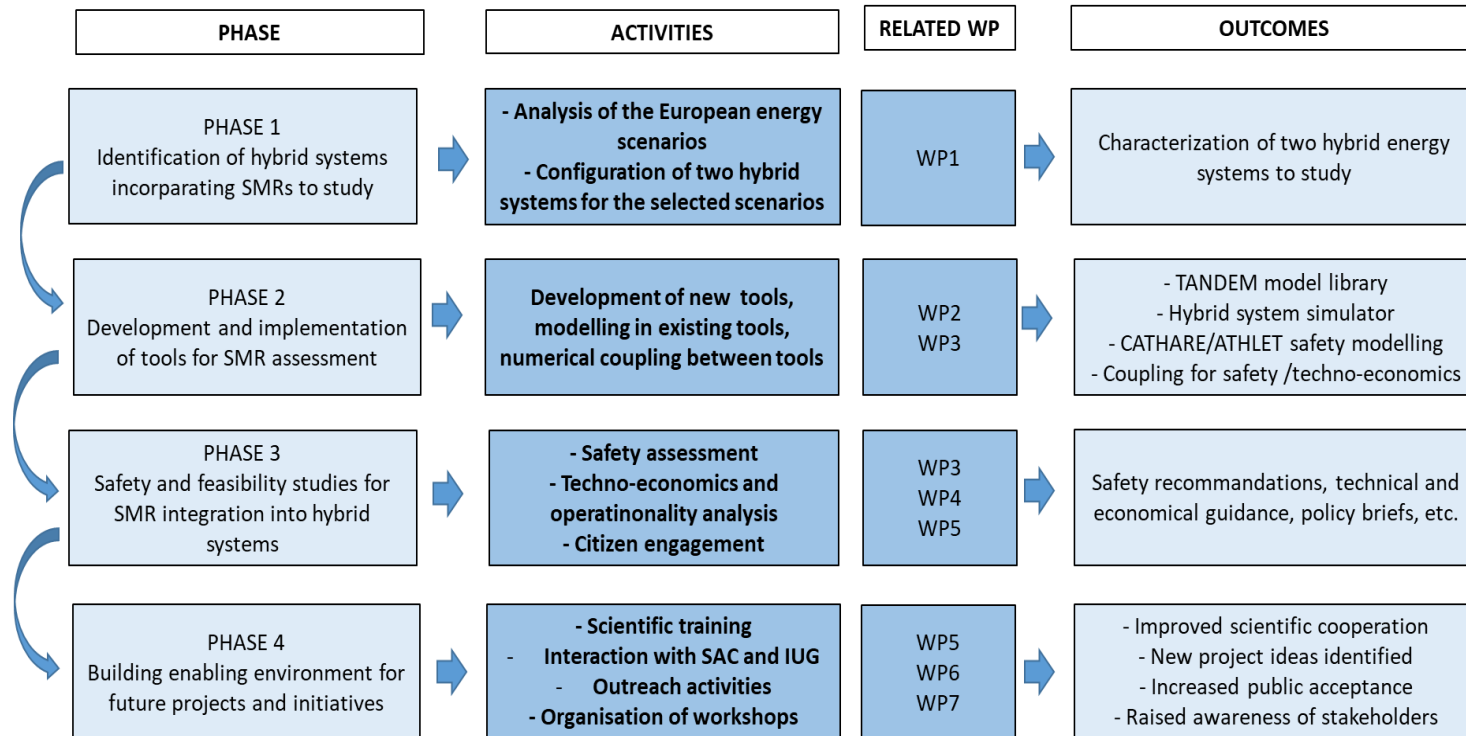 PHASE
ACTIVITIES
RELATED WP
OUTCOMES
PHASE 1
Identification of hybrid systems
incorparating SMRs to study
- Analysis of the European energy
scenarios
- Configuration of two hybrid
systems for the selected scenarios
WP1
Characterization of two hybrid energy
systems to study
PHASE 2
Development and implementation
of tools for SMR assessment
Development of new tools,
modelling in existing tools,
numerical coupling between tools
WP2
WP3
- TANDEM model library
- Hybrid system simulator
- CATHARE/ATHLET safety modelling
- Coupling for safety /techno-economics
PHASE 3
Safety and feasibility studies for
SMR integration into hybrid
systems
- Safety assessment
- Techno-economics and
operatinonality analysis
- Citizen engagement
WP3
WP4
WP5
Safety recommandations, technical and
economical guidance, policy briefs, etc.
PHASE 4
Building enabling environment for
future projects and initiatives
- Scientific training
- Interaction with SAC and IUG
- Outreach activities
- Organisation of workshops
WP5
WP6
WP7
- Improved scientific cooperation
- New project ideas identified
- Increased public acceptance
- Raised awareness of stakeholders